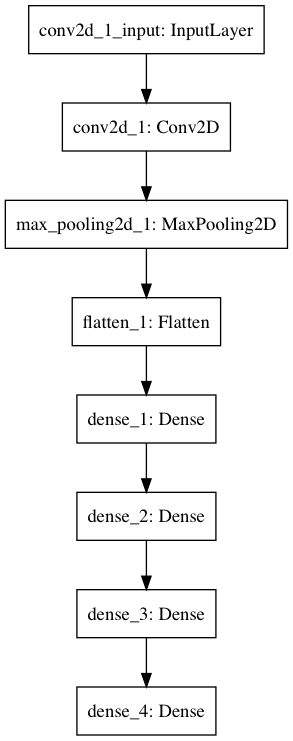 conv2d_1_input: InputLayer
conv2d_1: Conv2D
max_pooling2d_1: MaxPooling2D
flatten_1: Flatten
dense_1: Dense
dense_2: Dense
dense_3: Dense
dense_4: Dense